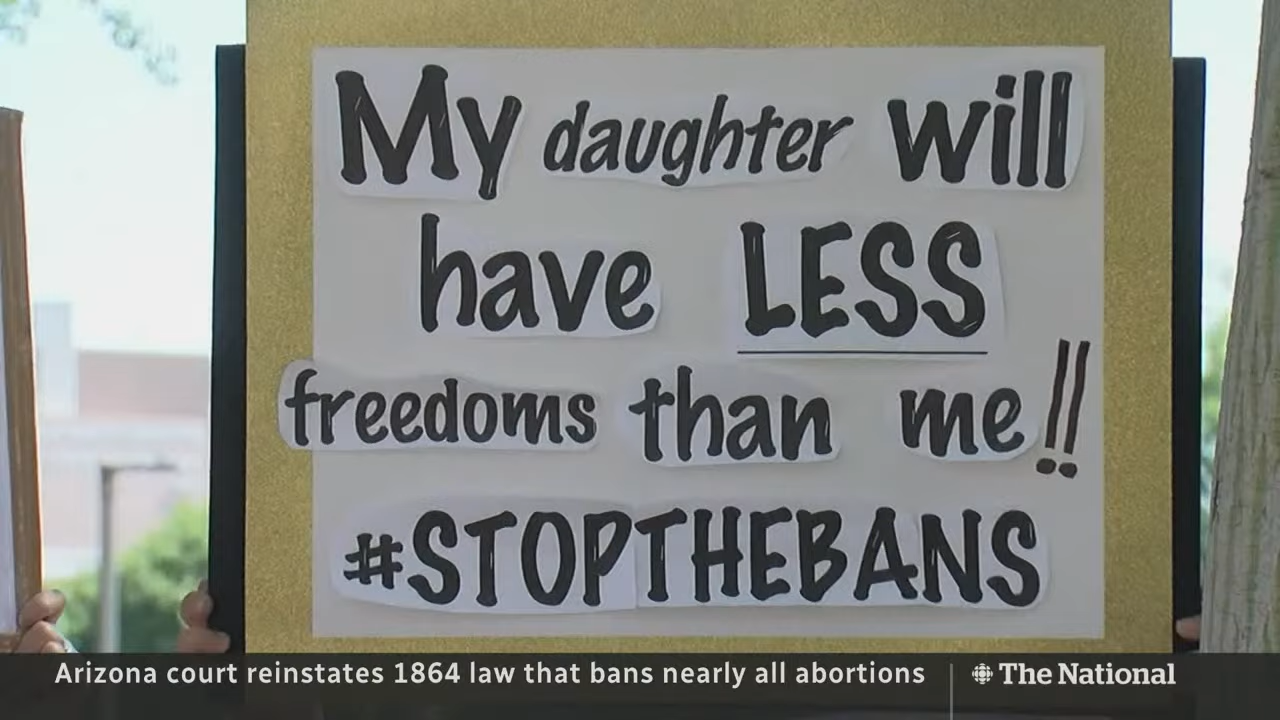 My daughter will
have LESS
freedoms than me!!
#STOPTHEBANS
Arizona court reinstates 1864 law that bans nearly all abortions
The National